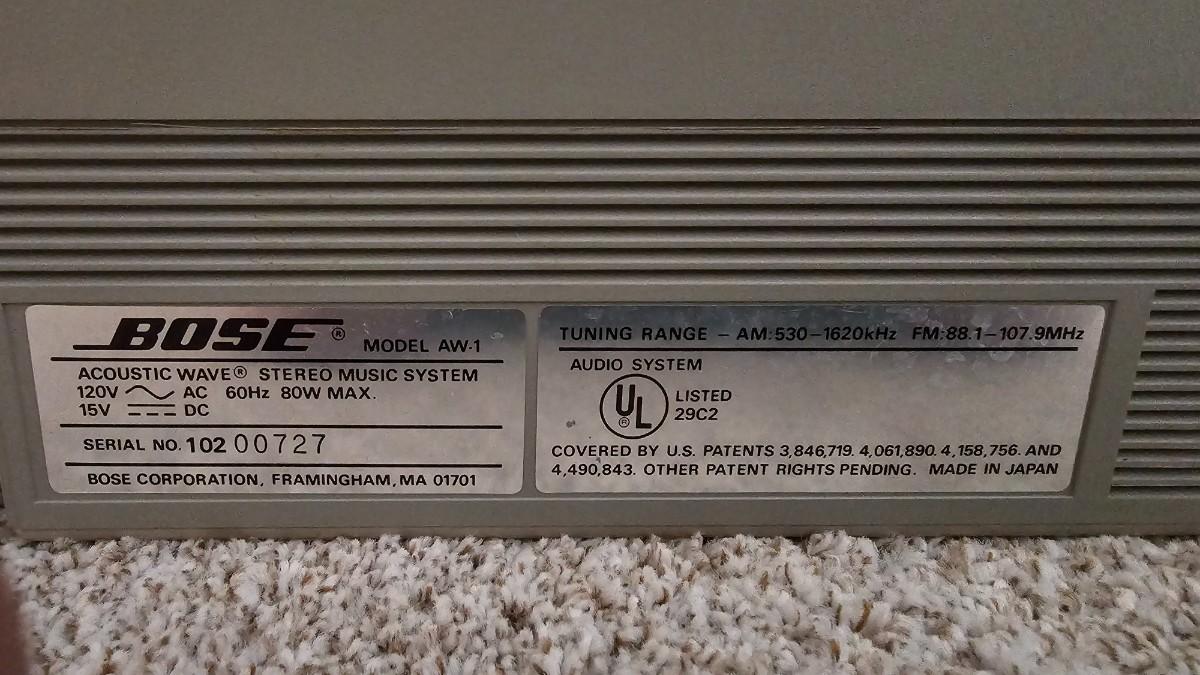 BOSE® MODEL AW-1
ACOUSTIC WAVE® STEREO MUSIC SYSTEM
120V AC 60Hz 80W MAX.
15V DC
SERIAL NO. 102 00727
BOSE CORPORATION, FRAMINGHAM, MA 01701
TUNING RANGE – AM:530–1620kHz FM:88.1–107.9MHz
AUDIO SYSTEM
UL® LISTED
29C2
COVERED BY U.S. PATENTS 3,846,719. 4,061,890. 4,158,756. AND
4,490,843. OTHER PATENT RIGHTS PENDING. MADE IN JAPAN